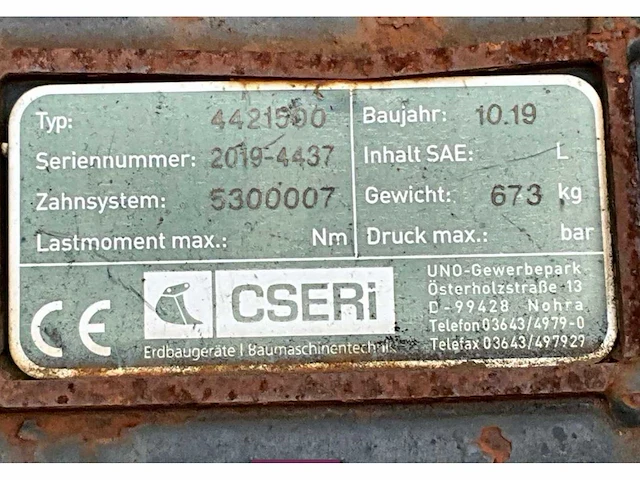 Typ: 4421500
Seriennummer: 2019-4437
Zahnsystem: 5300007
Lastmoment max.: Nm
Baujahr: 10.19
Inhalt SAE: L
Gewicht: 673 kg
Druck max.: bar
CE
CSERi
Erdbaugeräte | Baumaschinentechnik
UNO-Gewerbepark
Österholzstraße 13
D-99428 Nohra
Telefon 03643/4979-0
Telefax 03643/497929